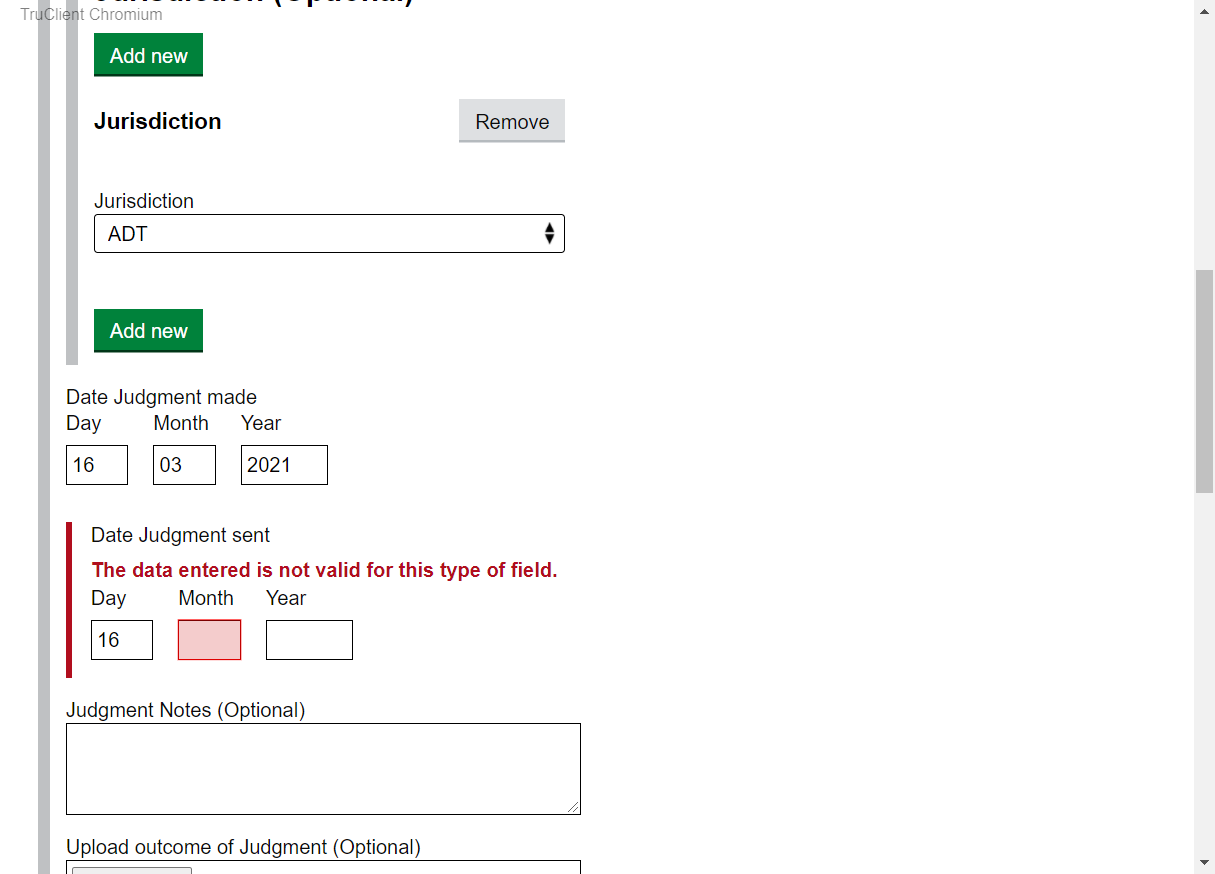 Jurisdiction (Optional)
TruClient Chromium
Add new
Jurisdiction
Remove
Jurisdiction
ADT
Add new
Date Judgment made
Day Month Year
16 03 2021
Date Judgment sent
The data entered is not valid for this type of field.
Day Month Year
16
Judgment Notes (Optional)
Upload outcome of Judgment (Optional)